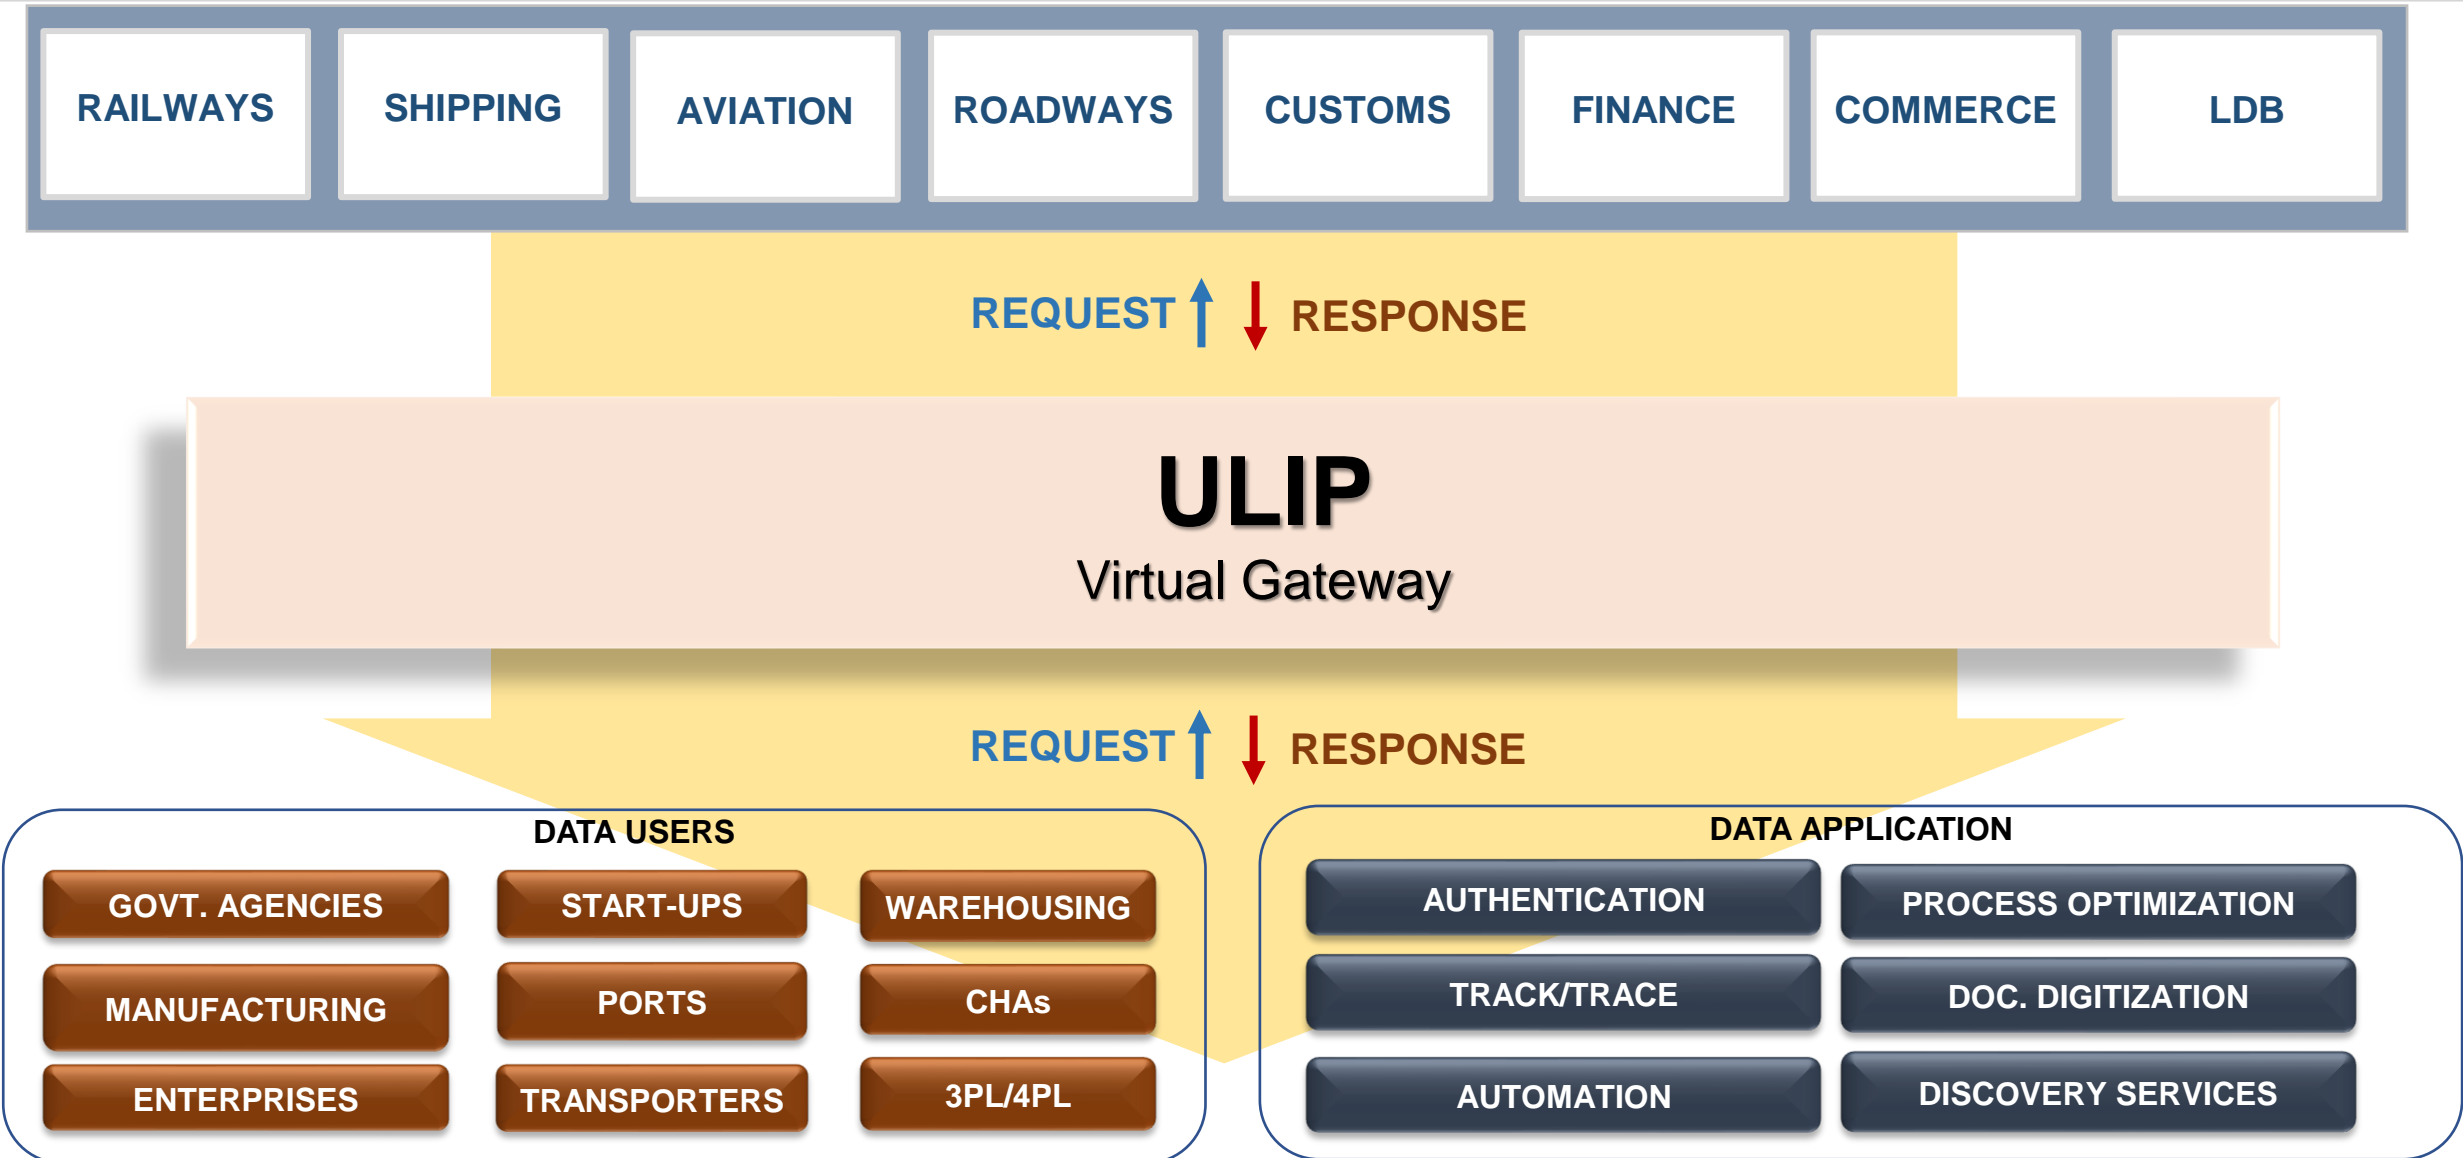 RAILWAYS
SHIPPING
AVIATION
ROADWAYS
CUSTOMS
FINANCE
COMMERCE
LDB
REQUEST
RESPONSE
ULIP
Virtual Gateway
REQUEST
RESPONSE
DATA USERS
GOVT. AGENCIES
START-UPS
WAREHOUSING
MANUFACTURING
PORTS
CHAs
ENTERPRISES
TRANSPORTERS
3PL/4PL
DATA APPLICATION
AUTHENTICATION
PROCESS OPTIMIZATION
TRACK/TRACE
DOC. DIGITIZATION
AUTOMATION
DISCOVERY SERVICES